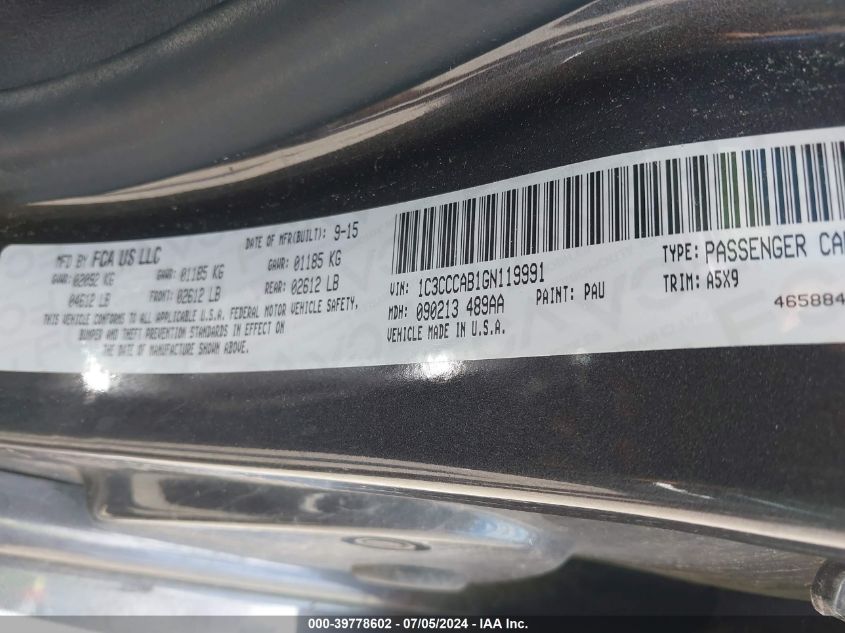 MFD BY FCA US LLC
DATE OF MFR(BUILT): 9-15
GVWR: 02092 KG
GAWR: 01185 KG
GAWR: 01185 KG
04612 LB
FRONT: 02612 LB
REAR: 02612 LB
THIS VEHICLE CONFORMS TO ALL APPLICABLE U.S.A. FEDERAL MOTOR VEHICLE SAFETY,
BUMPER AND THEFT PREVENTION STANDARDS IN EFFECT ON
THE DATE OF MANUFACTURE SHOWN ABOVE.
VIN: 1C3CCCAB1GN119991
TYPE: PASSENGER CAR
MDH: 090213 489AA
PAINT: PAU
TRIM: A5X9
VEHICLE MADE IN U.S.A.
465884
000-39778602 - 07/05/2024 - IAA Inc.